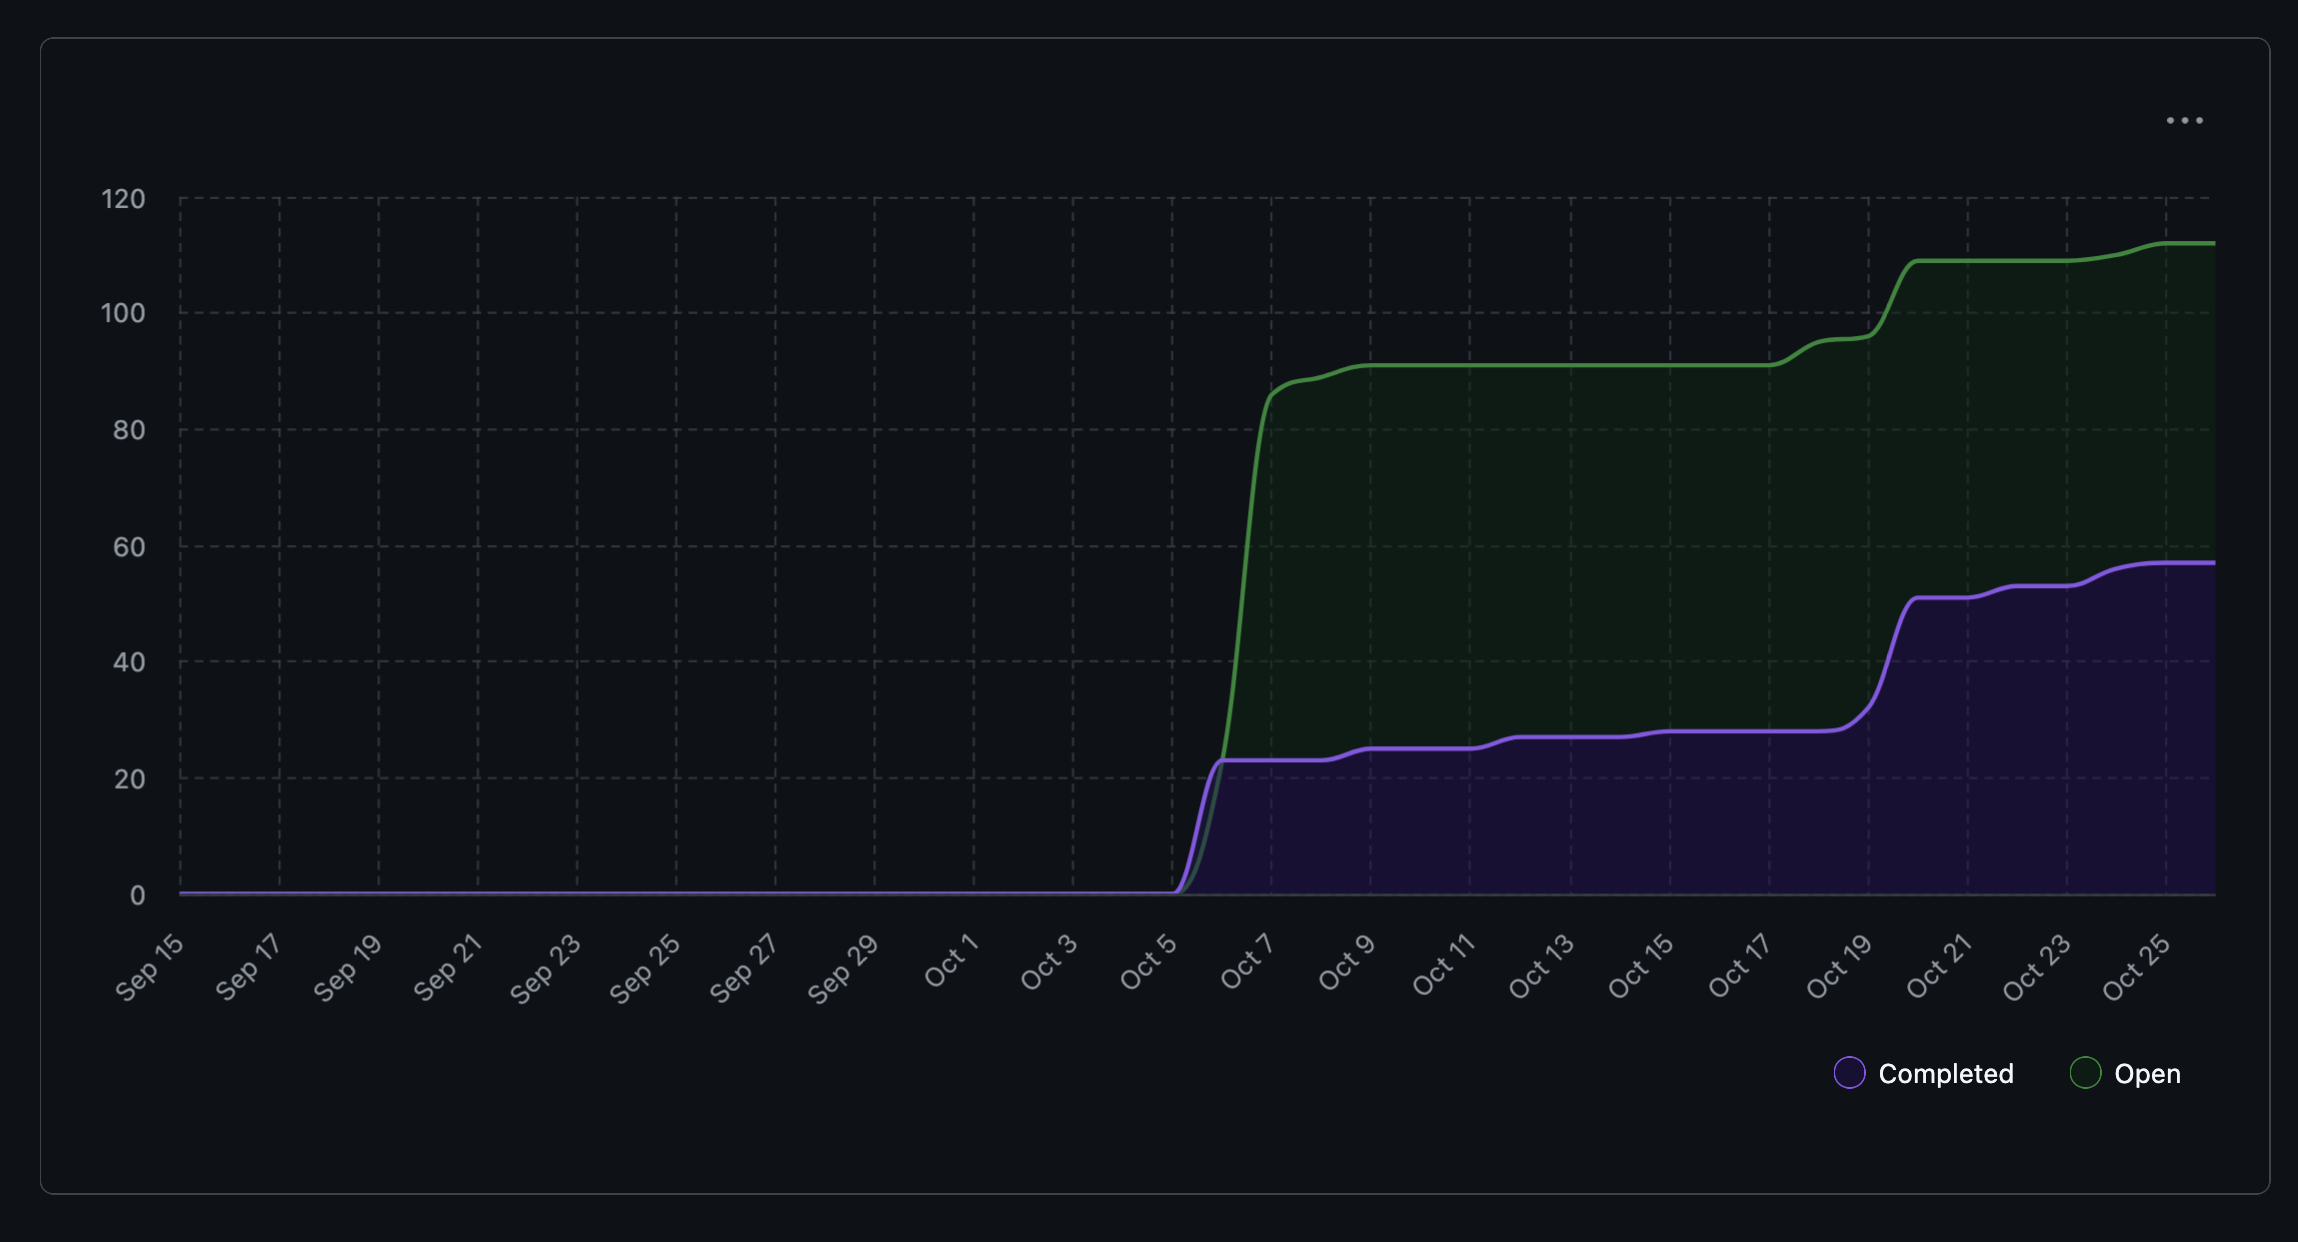 120
100
80
60
40
20
0
Sep 15
Sep 17
Sep 19
Sep 21
Sep 23
Sep 25
Sep 27
Sep 29
Oct 1
Oct 3
Oct 5
Oct 7
Oct 9
Oct 11
Oct 13
Oct 15
Oct 17
Oct 19
Oct 21
Oct 23
Oct 25
Completed Open